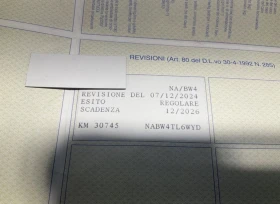 REVISIONI (Art. 80 del D.L.vo 30-4-1992 N. 285)
NA/BW4
REVISIONE DEL 07/12/2024
ESITO REGOLARE
SCADENZA 12/2026
KM 30745 NABW4TL6WYD